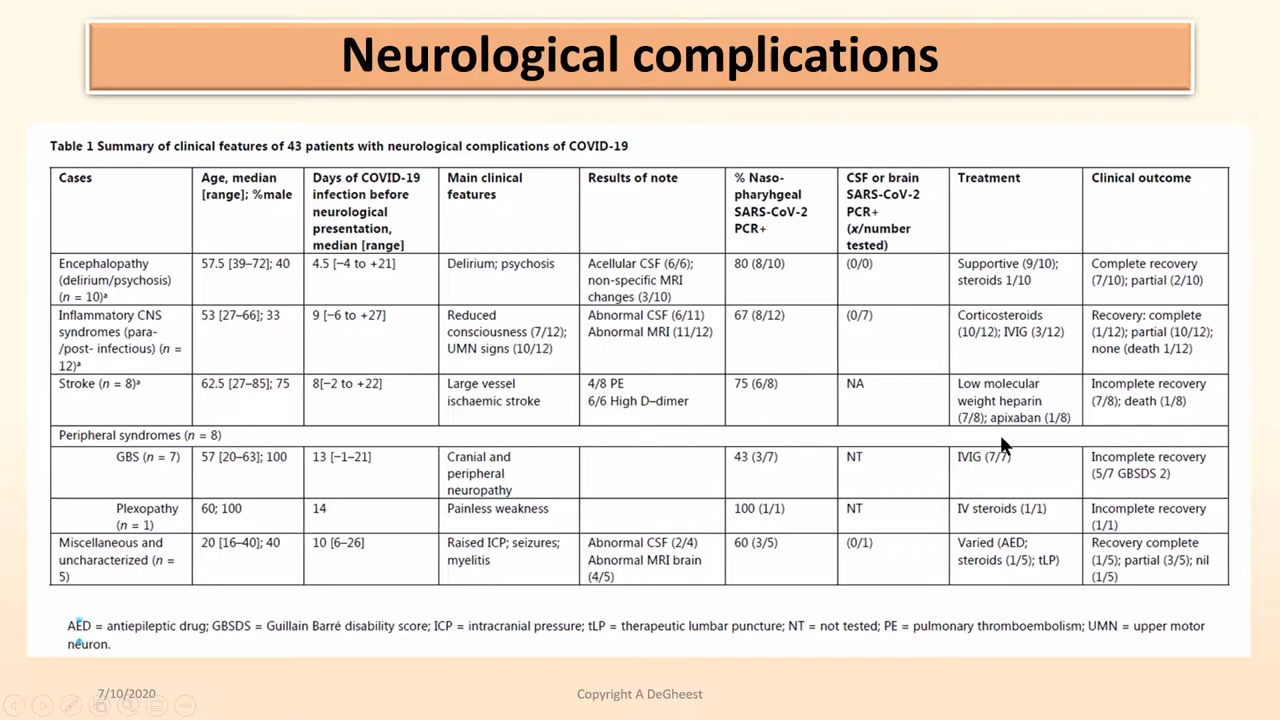 Neurological complications
Table 1 Summary of clinical features of 43 patients with neurological complications of COVID-19
Cases
Age, median
[range]; %male
Days of COVID-19
infection before
neurological
presentation,
median [range]
Main clinical
features
Results of note
% Naso-
pharyhgeal
SARS-CoV-2
PCR+
CSF or brain
SARS-CoV-2
PCR+
(x/number
tested)
Treatment
Clinical outcome
Encephalopathy
(delirium/psychosis)
(n = 10)ᵃ
57.5 [39–72]; 40
4.5 [−4 to +21]
Delirium; psychosis
Acellular CSF (6/6);
non-specific MRI
changes (3/10)
80 (8/10)
(0/0)
Supportive (9/10);
steroids 1/10
Complete recovery
(7/10); partial (2/10)
Inflammatory CNS
syndromes (para-
/post- infectious) (n =
12)ᵃ
53 [27–66]; 33
9 [−6 to +27]
Reduced
consciousness (7/12);
UMN signs (10/12)
Abnormal CSF (6/11)
Abnormal MRI (11/12)
67 (8/12)
(0/7)
Corticosteroids
(10/12); IVIG (3/12)
Recovery: complete
(1/12); partial (10/12);
none (death 1/12)
Stroke (n = 8)ᵃ
62.5 [27–85]; 75
8[−2 to +22]
Large vessel
ischaemic stroke
4/8 PE
6/6 High D–dimer
75 (6/8)
NA
Low molecular
weight heparin
(7/8); apixaban (1/8)
Incomplete recovery
(7/8); death (1/8)
Peripheral syndromes (n = 8)
GBS (n = 7)
57 [20–63]; 100
13 [−1–21]
Cranial and
peripheral
neuropathy
43 (3/7)
NT
IVIG (7/7)
Incomplete recovery
(5/7 GBSDS 2)
Plexopathy
(n = 1)
60; 100
14
Painless weakness
100 (1/1)
NT
IV steroids (1/1)
Incomplete recovery
(1/1)
Miscellaneous and
uncharacterized (n =
5)
20 [16–40]; 40
10 [6–26]
Raised ICP; seizures;
myelitis
Abnormal CSF (2/4)
Abnormal MRI brain
(4/5)
60 (3/5)
(0/1)
Varied (AED;
steroids (1/5); tLP)
Recovery complete
(1/5); partial (3/5); nil
(1/5)
AED = antiepileptic drug; GBSDS = Guillain Barré disability score; ICP = intracranial pressure; tLP = therapeutic lumbar puncture; NT = not tested; PE = pulmonary thromboembolism; UMN = upper motor
neuron.
7/10/2020
Copyright A DeGheest